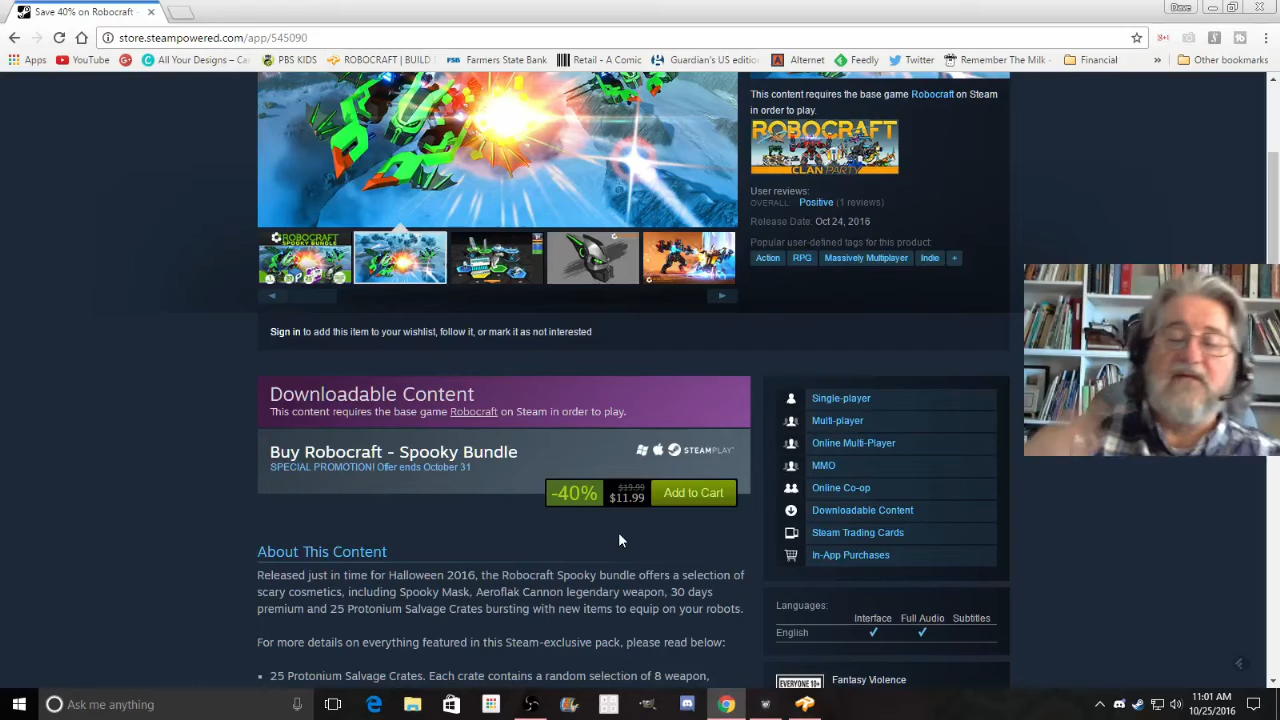 Save 40% on Robocraft -
Dave
store.steampowered.com/app/545090
Apps
YouTube
All Your Designs – Ca
PBS KIDS
ROBOCRAFT | BUILD
FSB
Farmers State Bank
Retail - A Comic
Guardian's US edition
Alternet
Feedly
Twitter
Remember The Milk -
Financial
»
Other bookmarks
This content requires the base game Robocraft on Steam
in order to play.
ROBOCRAFT
CLAN PARTY
User reviews:
OVERALL: Positive (1 reviews)
Release Date: Oct 24, 2016
Popular user-defined tags for this product:
Action
RPG
Massively Multiplayer
Indie
+
ROBOCRAFT
SPOOKY BUNDLE
Sign in to add this item to your wishlist, follow it, or mark it as not interested
Downloadable Content
This content requires the base game Robocraft on Steam in order to play.
Buy Robocraft - Spooky Bundle
STEAMPLAY
SPECIAL PROMOTION! Offer ends October 31
-40%
$19.99
$11.99
Add to Cart
About This Content
Released just in time for Halloween 2016, the Robocraft Spooky bundle offers a selection of
scary cosmetics, including Spooky Mask, Aeroflak Cannon legendary weapon, 30 days
premium and 25 Protonium Salvage Crates bursting with new items to equip on your robots.
For more details on everything featured in this Steam-exclusive pack, please read below:
25 Protonium Salvage Crates. Each crate contains a random selection of 8 weapon,
Single-player
Multi-player
Online Multi-Player
MMO
Online Co-op
Downloadable Content
Steam Trading Cards
In-App Purchases
Languages:
Interface
Full Audio
Subtitles
English
EVERYONE 10+
Fantasy Violence
Ask me anything
11:01 AM
10/25/2016